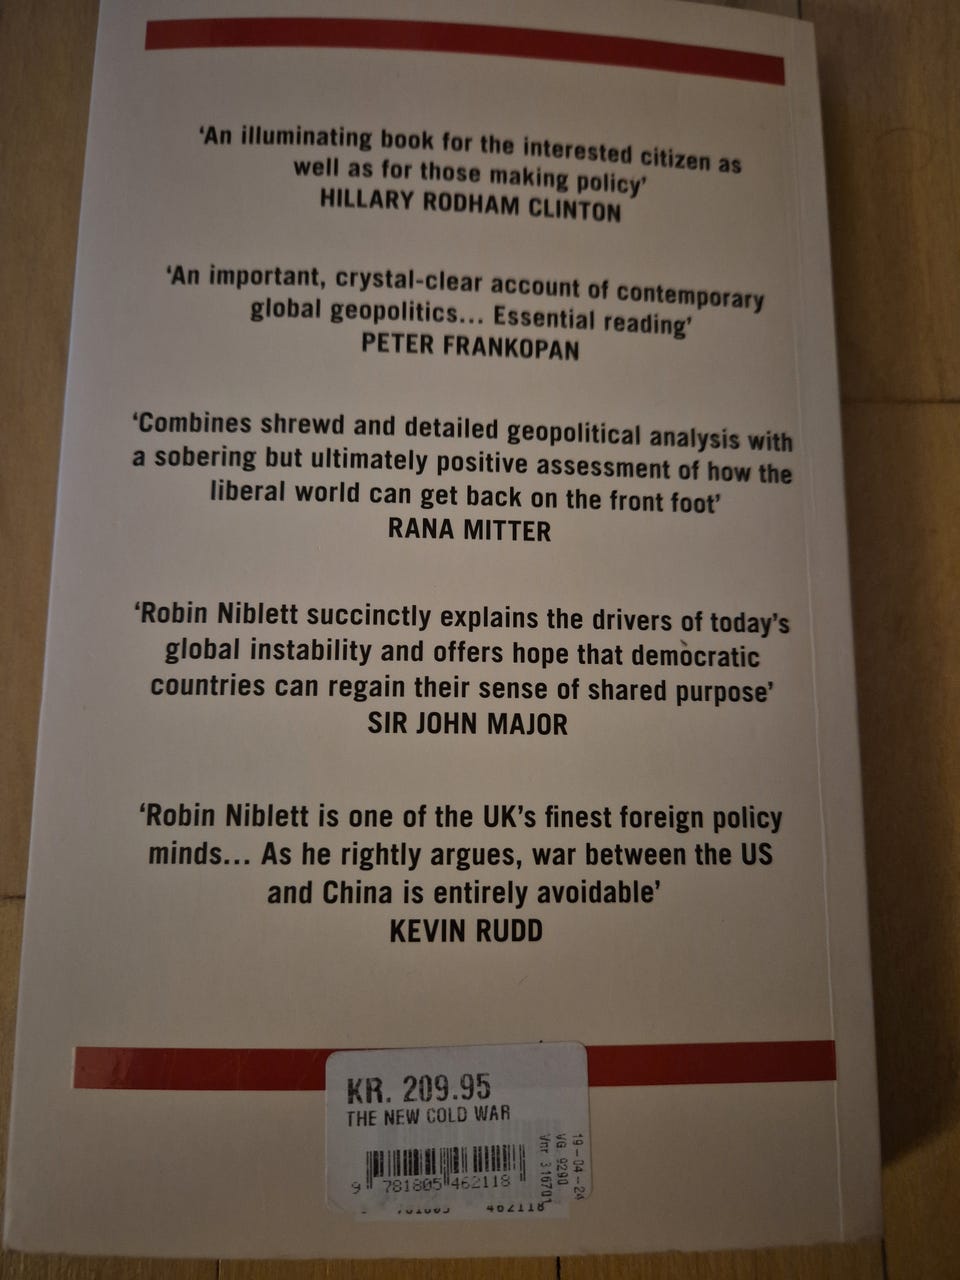 ‘An illuminating book for the interested citizen as
well as for those making policy’
HILLARY RODHAM CLINTON
‘An important, crystal-clear account of contemporary
global geopolitics... Essential reading’
PETER FRANKOPAN
‘Combines shrewd and detailed geopolitical analysis with
a sobering but ultimately positive assessment of how the
liberal world can get back on the front foot’
RANA MITTER
‘Robin Niblett succinctly explains the drivers of today’s
global instability and offers hope that democratic
countries can regain their sense of shared purpose’
SIR JOHN MAJOR
‘Robin Niblett is one of the UK’s finest foreign policy
minds... As he rightly argues, war between the US
and China is entirely avoidable’
KEVIN RUDD
KR. 209.95
THE NEW COLD WAR
9 781805 462118
Vnr 316701
VG 9290
19-04-24
462118